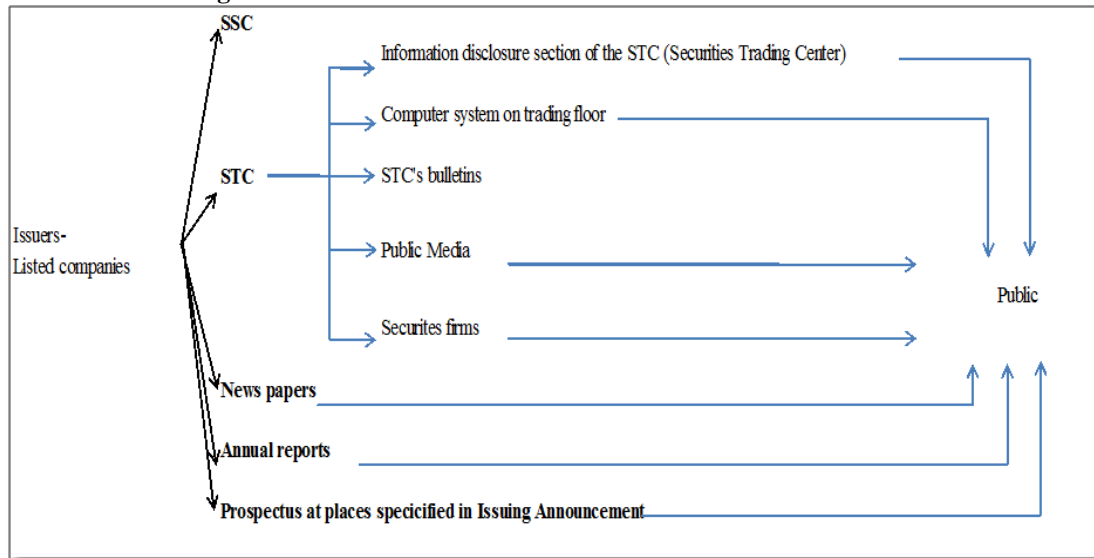 SSC
Information disclosure section of the STC (Securities Trading Center)
Computer system on trading floor
STC
STC's bulletins
Issuers-
Listed companies
Public Media
Public
Securites firms
News papers
Annual reports
Prospectus at places specicified in Issuing Announcement